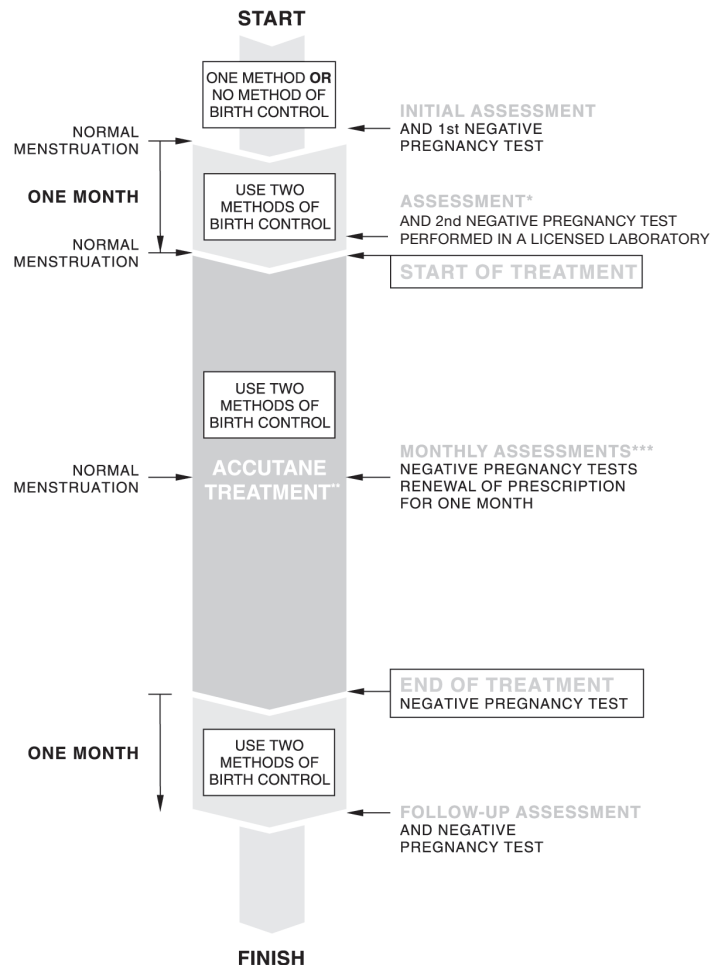 START
ONE METHOD OR
NO METHOD OF
BIRTH CONTROL
INITIAL ASSESSMENT
AND 1st NEGATIVE
PREGNANCY TEST
NORMAL
MENSTRUATION
ONE MONTH
USE TWO
METHODS OF
BIRTH CONTROL
ASSESSMENT*
AND 2nd NEGATIVE PREGNANCY TEST
PERFORMED IN A LICENSED LABORATORY
NORMAL
MENSTRUATION
START OF TREATMENT
USE TWO
METHODS OF
BIRTH CONTROL
NORMAL
MENSTRUATION
ACCUTANE
TREATMENT**
MONTHLY ASSESSMENTS***
NEGATIVE PREGNANCY TESTS
RENEWAL OF PRESCRIPTION
FOR ONE MONTH
END OF TREATMENT
NEGATIVE PREGNANCY TEST
ONE MONTH
USE TWO
METHODS OF
BIRTH CONTROL
FOLLOW-UP ASSESSMENT
AND NEGATIVE
PREGNANCY TEST
FINISH